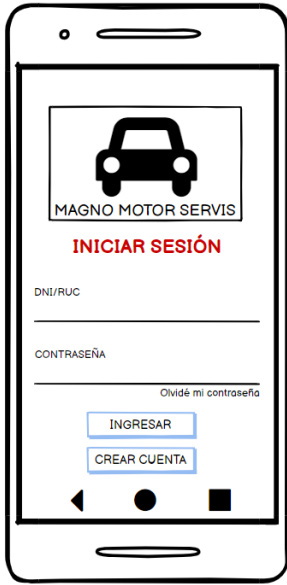 MAGNO MOTOR SERVIS
INICIAR SESIÓN
DNI/RUC
CONTRASEÑA
Olvidé mi contraseña
INGRESAR
CREAR CUENTA